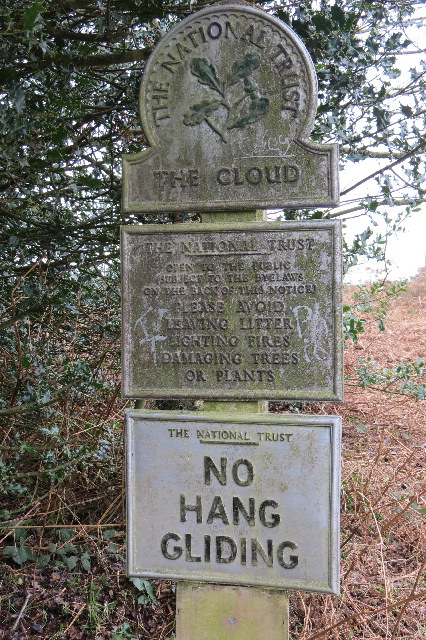 THE NATIONAL TRUST
THE CLOUD
THE NATIONAL TRUST
OPEN TO THE PUBLIC
(SUBJECT TO THE BYELAWS
ON THE BACK OF THIS NOTICE)
PLEASE AVOID
LEAVING LITTER
LIGHTING FIRES
DAMAGING TREES
OR PLANTS
THE NATIONAL TRUST
NO
HANG
GLIDING